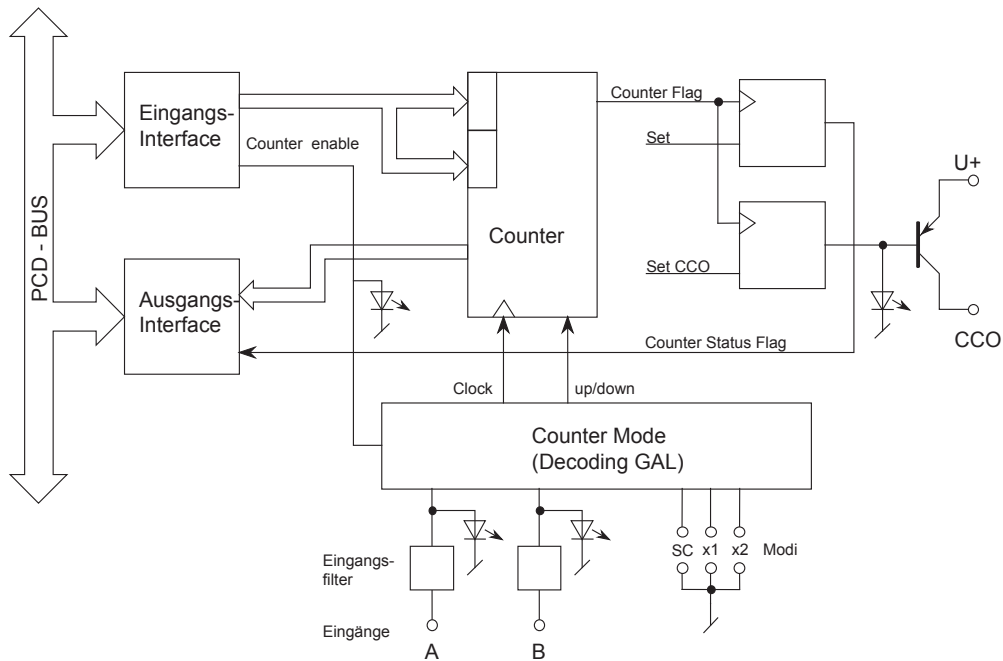 PCD - BUS
Eingangs-
Interface
Counter enable
Counter
Counter Flag
Set
Set CCO
U+
CCO
Ausgangs-
Interface
Counter Status Flag
Clock
up/down
Counter Mode
(Decoding GAL)
Eingangs-
filter
SC x1 x2 Modi
Eingänge
A B